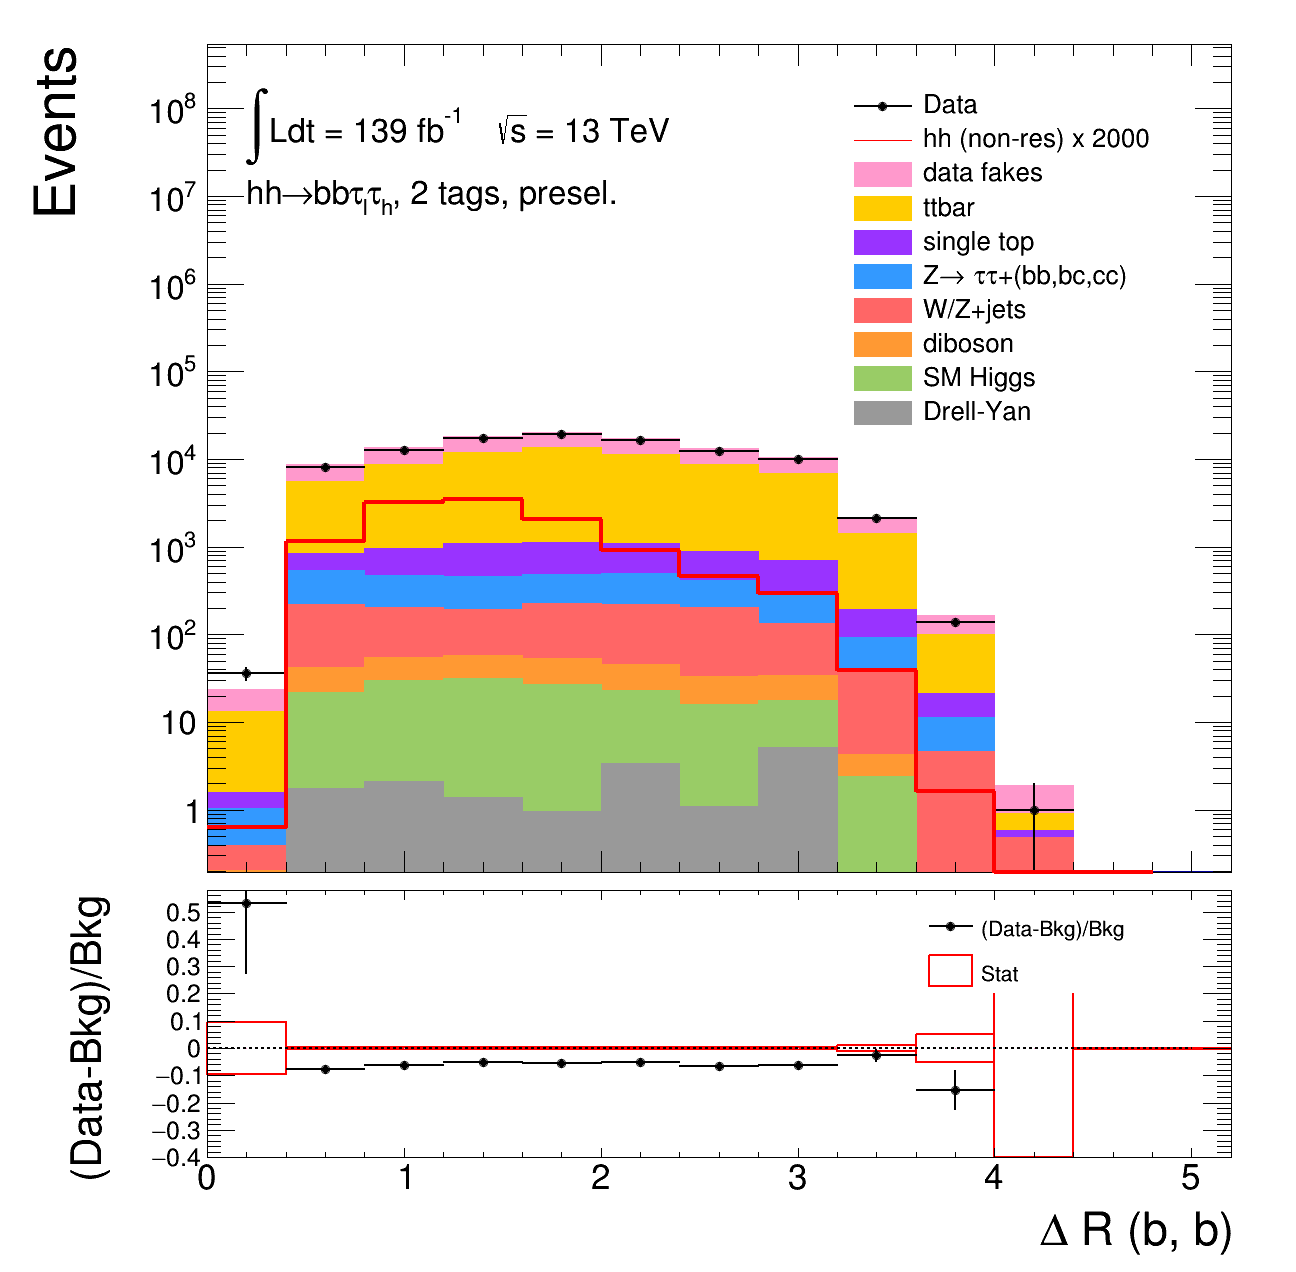 Events
10⁸
10⁷
10⁶
10⁵
10⁴
10³
10²
10
1
∫Ldt = 139 fb⁻¹ √s = 13 TeV
hh→bbτₗτₕ, 2 tags, presel.
Data
hh (non-res) x 2000
data fakes
ttbar
single top
Z→ ττ+(bb,bc,cc)
W/Z+jets
diboson
SM Higgs
Drell-Yan
(Data-Bkg)/Bkg
0.5
0.4
0.3
0.2
0.1
0
−0.1
−0.2
−0.3
−0.4
(Data-Bkg)/Bkg
Stat
0 1 2 3 4 5
Δ R (b, b)